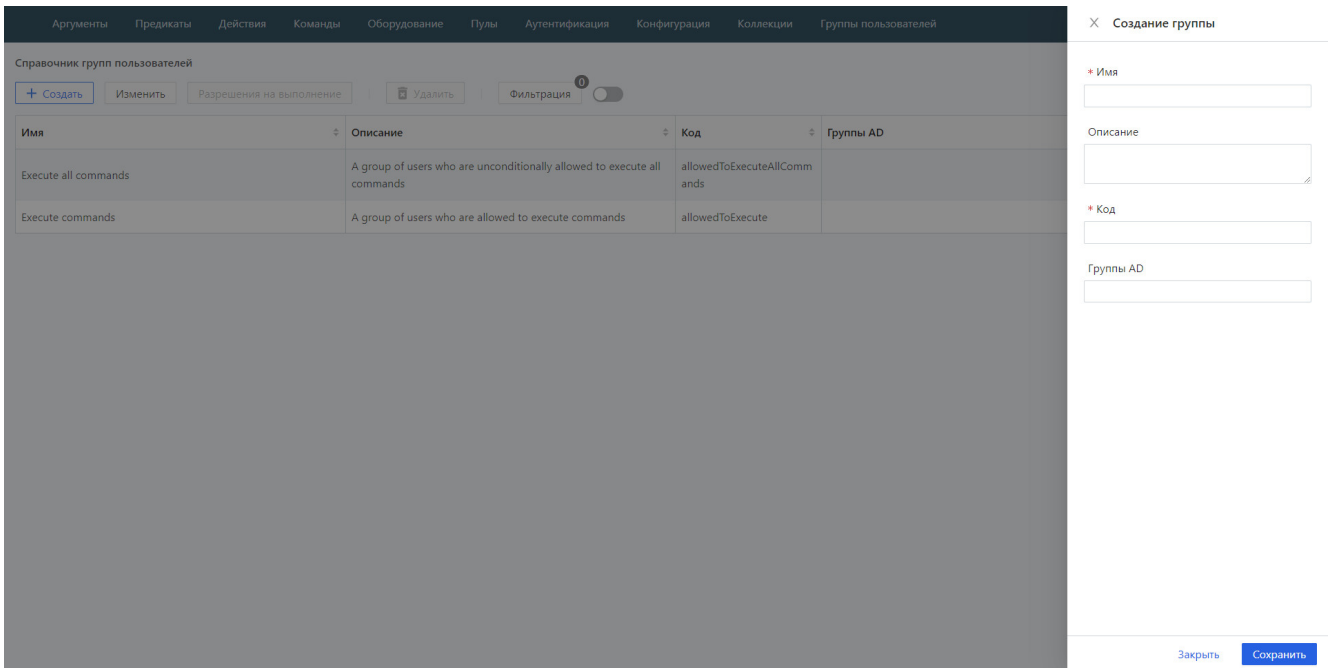 Аргументы Предикаты Действия Команды Оборудование Пулы Аутентификация Конфигурация Коллекции Группы пользователей
Справочник групп пользователей
+ Создать Изменить Разрешения на выполнение Удалить Фильтрация 0
Имя Описание Код Группы AD
Execute all commands
A group of users who are unconditionally allowed to execute all
commands
allowedToExecuteAllComm
ands
Execute commands A group of users who are allowed to execute commands allowedToExecute
Создание группы
* Имя
Описание
* Код
Группы AD
Закрыть Сохранить